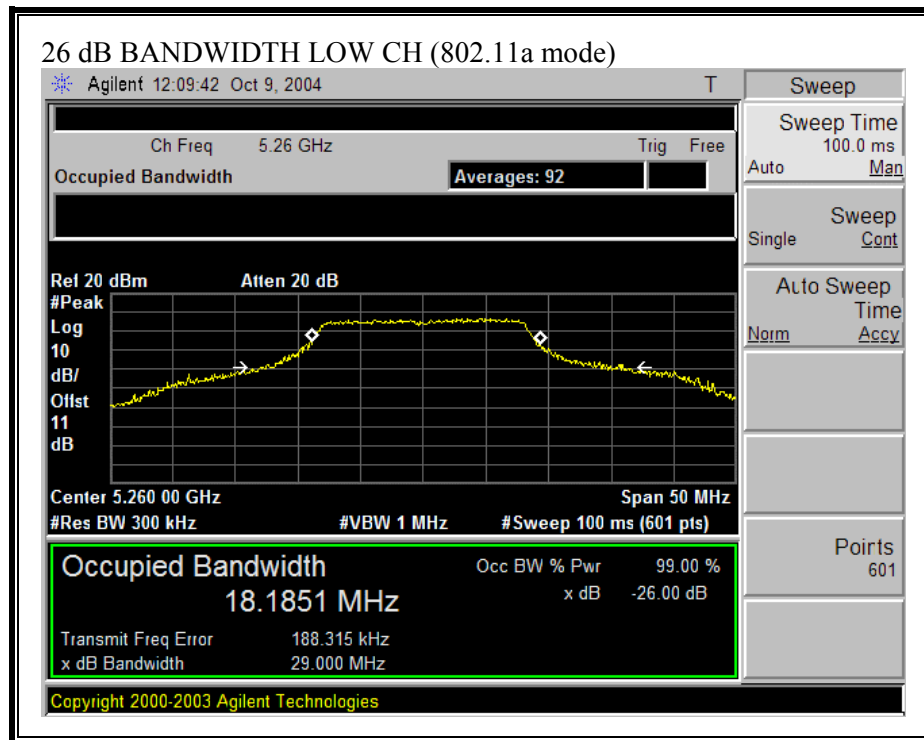 26 dB BANDWIDTH LOW CH (802.11a mode)
Agilent 12:09:42 Oct 9, 2004 T
Sweep
Ch Freq 5.26 GHz Trig Free
Occupied Bandwidth Averages: 92
Sweep Time
100.0 ms
Auto Man
Sweep
Single Cont
Auto Sweep
Time
Norm Accy
Ref 20 dBm Atten 20 dB
#Peak
Log
10
dB/
Offst
11
dB
Center 5.260 00 GHz Span 50 MHz
#Res BW 300 kHz #VBW 1 MHz #Sweep 100 ms (601 pts)
Points
601
Occupied Bandwidth Occ BW % Pwr 99.00 %
18.1851 MHz x dB -26.00 dB
Transmit Freq Error 188.315 kHz
x dB Bandwidth 29.000 MHz
Copyright 2000-2003 Agilent Technologies